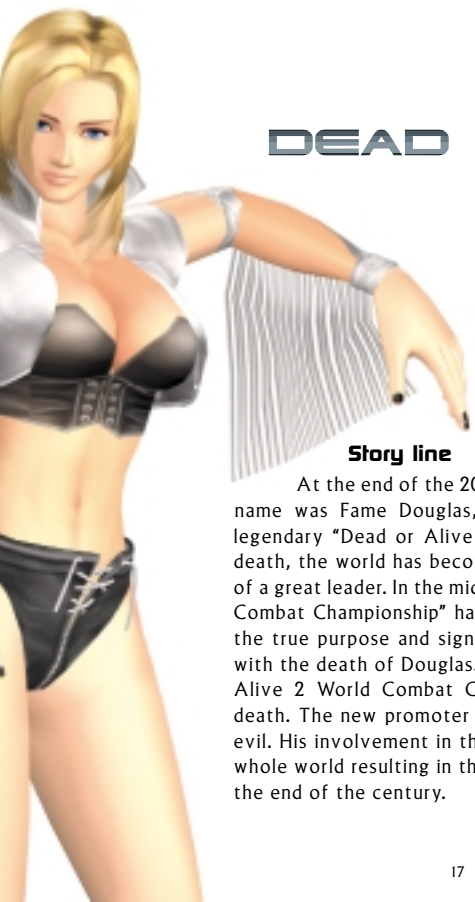 DEAD
Story line
At the end of the 20
name was Fame Douglas,
legendary “Dead or Alive
death, the world has beco
of a great leader. In the mid
Combat Championship” ha
the true purpose and sign
with the death of Douglas.
Alive 2 World Combat C
death. The new promoter
evil. His involvement in th
whole world resulting in th
the end of the century.
17